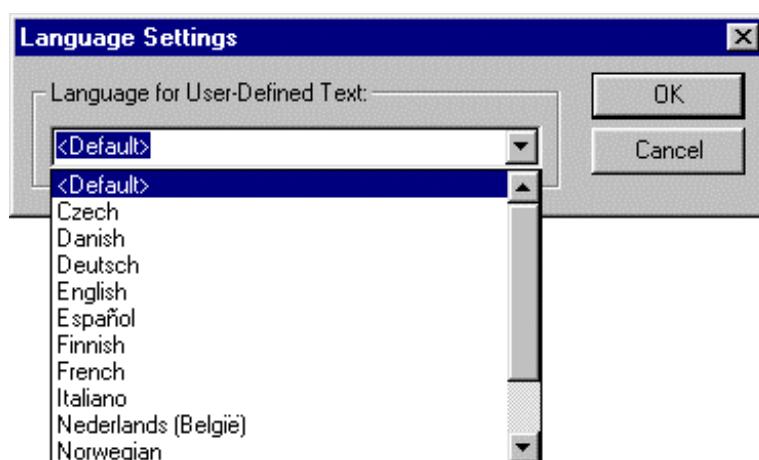 Language Settings
Language for User-Defined Text:
OK
<Default>
Cancel
<Default>
Czech
Danish
Deutsch
English
Español
Finnish
French
Italiano
Nederlands (België)
Norwegian